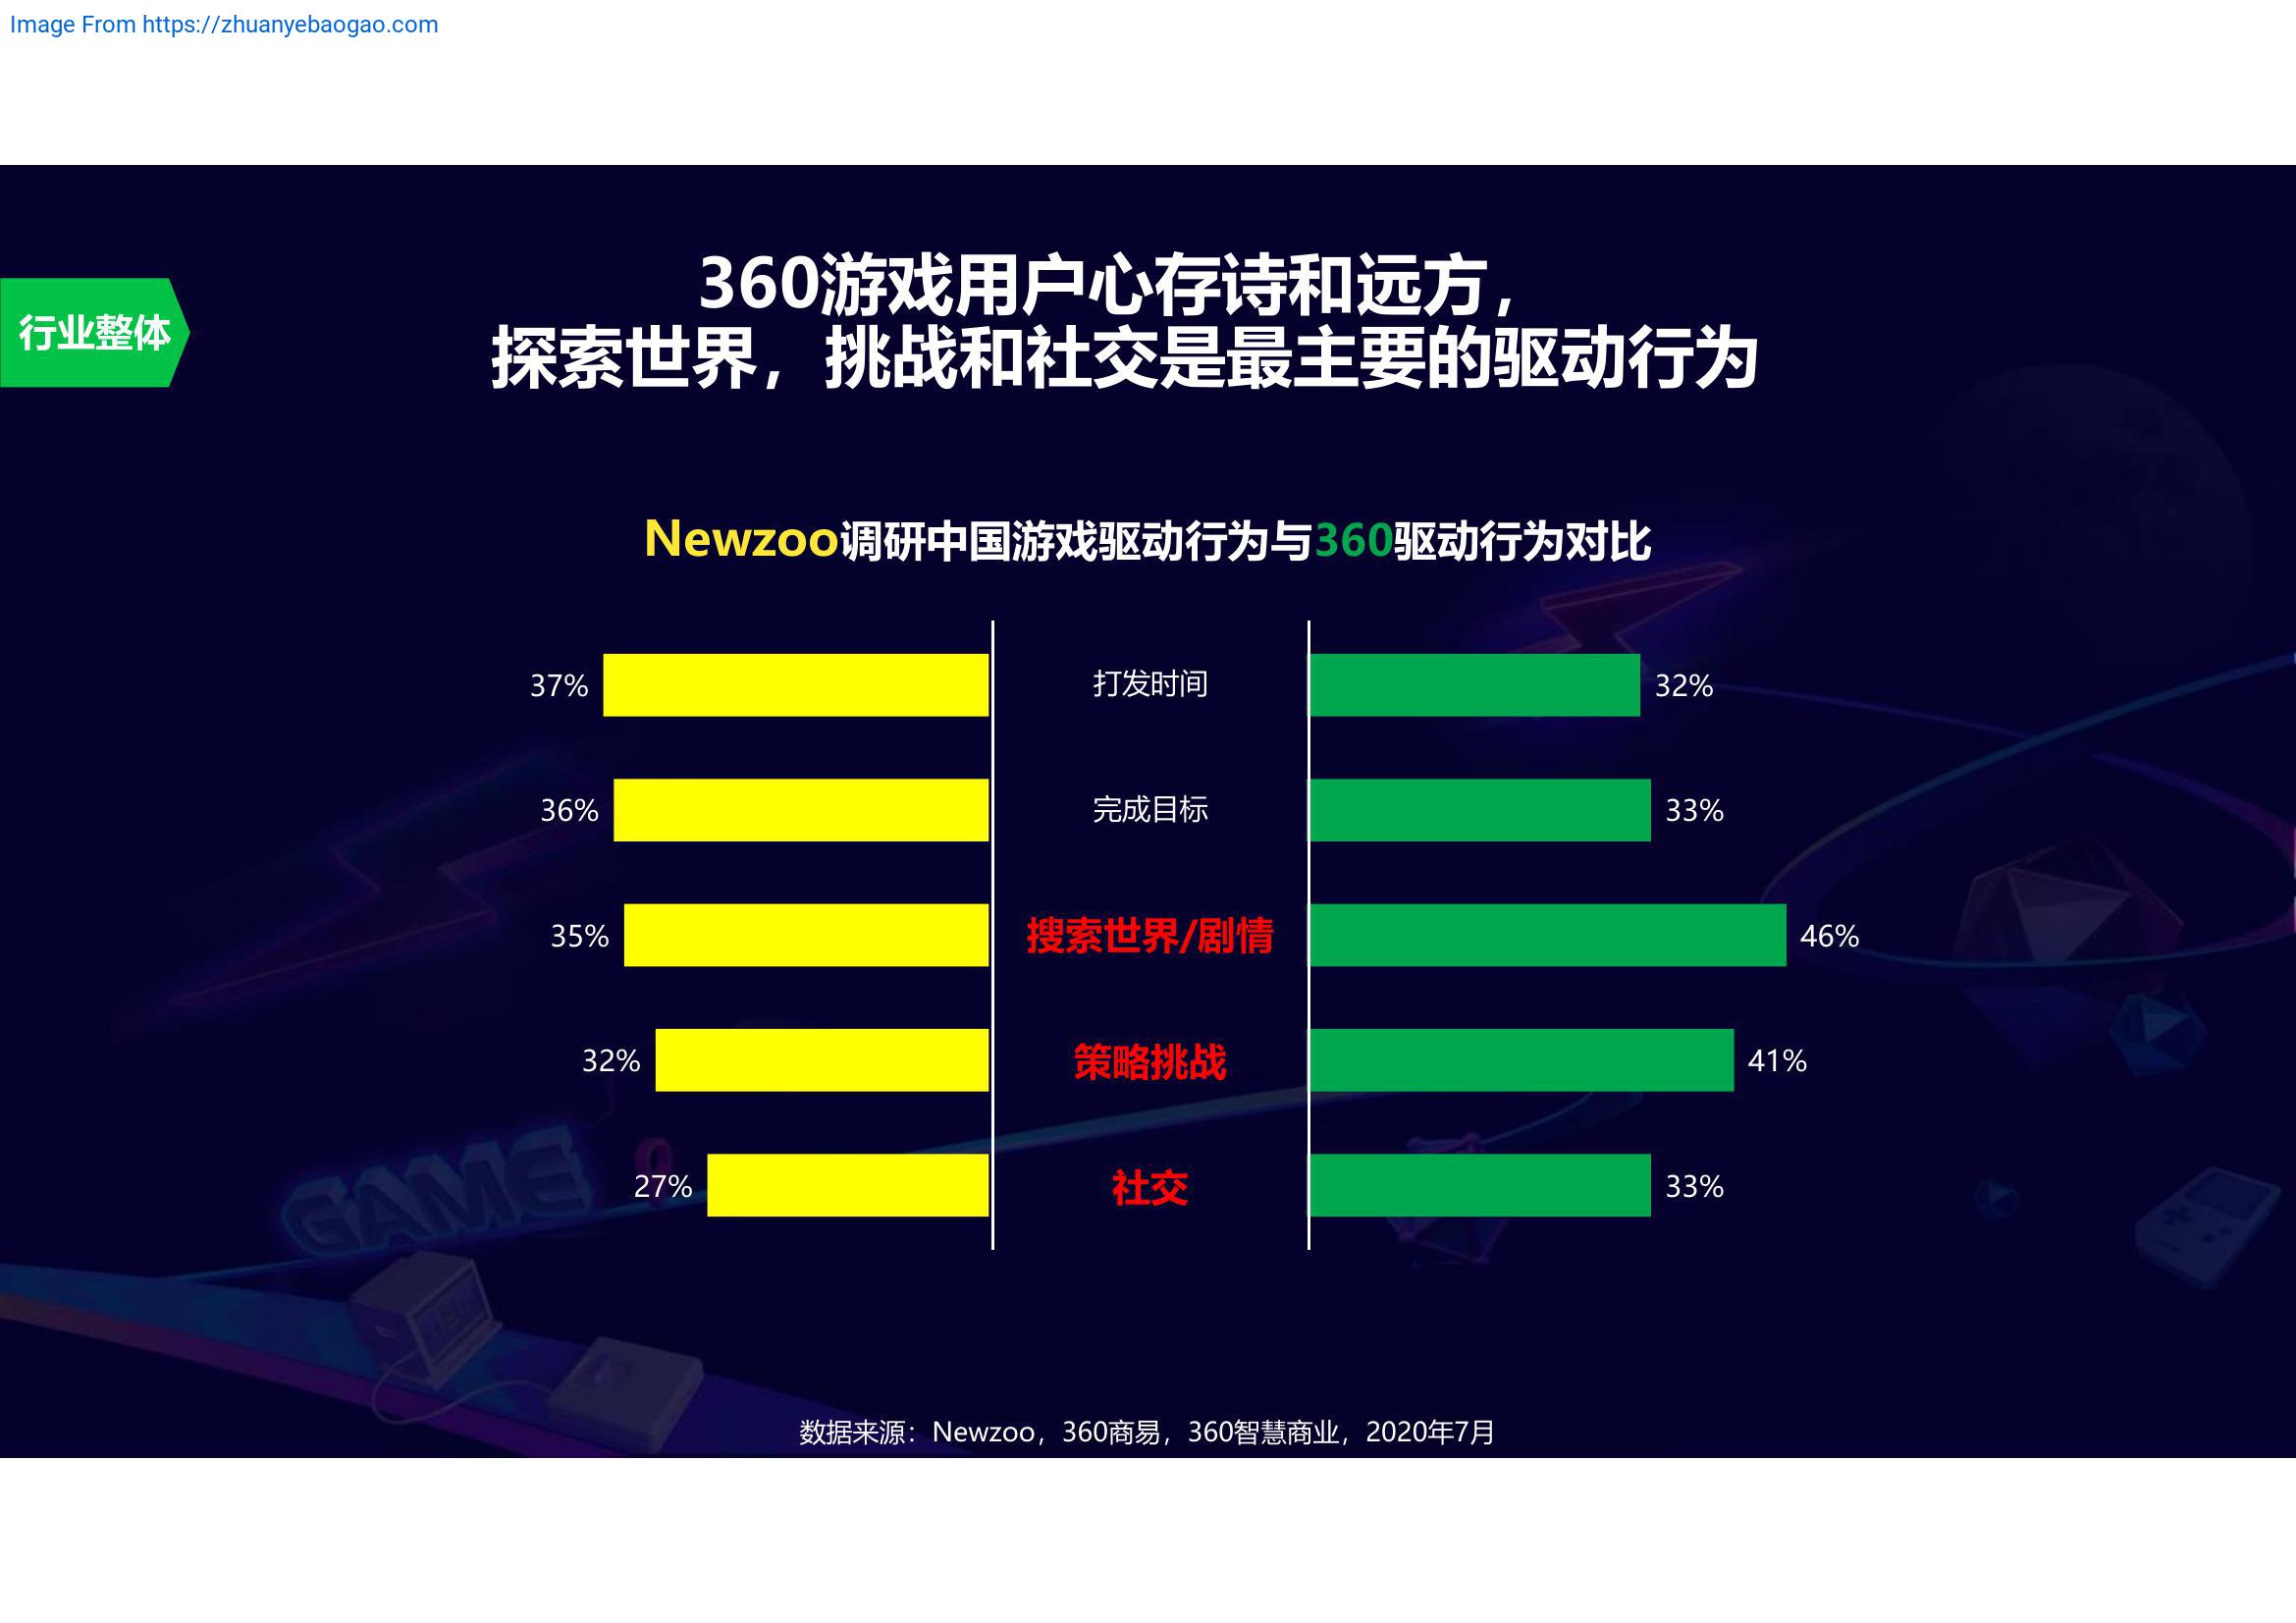 Image From https://zhuanyebaogao.com
360游戏用户心存诗和远方，
探索世界，挑战和社交是最主要的驱动行为
行业整体
Newzoo调研中国游戏驱动行为与360驱动行为对比
37% 打发时间 32%
36% 完成目标 33%
35% 搜索世界/剧情 46%
32% 策略挑战 41%
27% 社交 33%
GAME
数据来源：Newzoo，360商易，360智慧商业，2020年7月